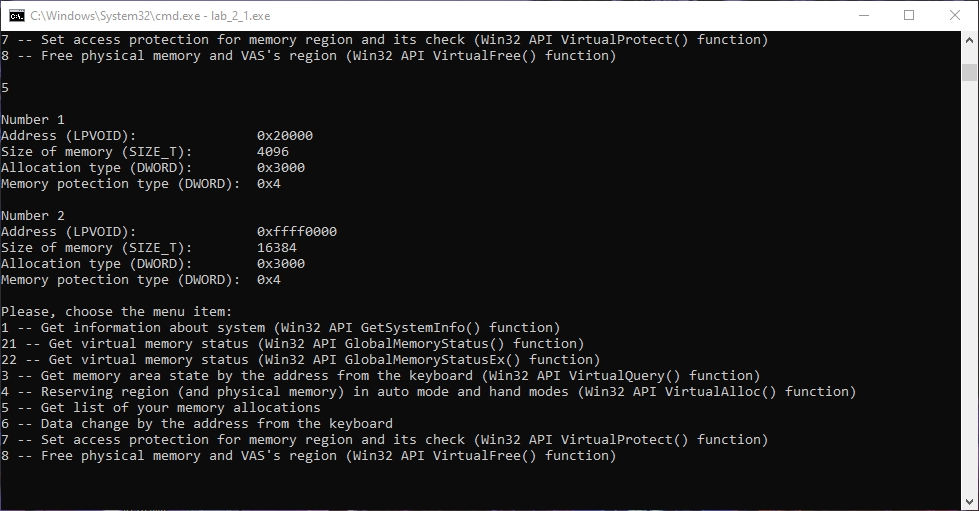 C:\Windows\System32\cmd.exe - lab_2_1.exe
7 -- Set access protection for memory region and its check (Win32 API VirtualProtect() function)
8 -- Free physical memory and VAS's region (Win32 API VirtualFree() function)
5
Number 1
Address (LPVOID): 0x20000
Size of memory (SIZE_T): 4096
Allocation type (DWORD): 0x3000
Memory potection type (DWORD): 0x4
Number 2
Address (LPVOID): 0xffff0000
Size of memory (SIZE_T): 16384
Allocation type (DWORD): 0x3000
Memory potection type (DWORD): 0x4
Please, choose the menu item:
1 -- Get information about system (Win32 API GetSystemInfo() function)
21 -- Get virtual memory status (Win32 API GlobalMemoryStatus() function)
22 -- Get virtual memory status (Win32 API GlobalMemoryStatusEx() function)
3 -- Get memory area state by the address from the keyboard (Win32 API VirtualQuery() function)
4 -- Reserving region (and physical memory) in auto mode and hand modes (Win32 API VirtualAlloc() function)
5 -- Get list of your memory allocations
6 -- Data change by the address from the keyboard
7 -- Set access protection for memory region and its check (Win32 API VirtualProtect() function)
8 -- Free physical memory and VAS's region (Win32 API VirtualFree() function)